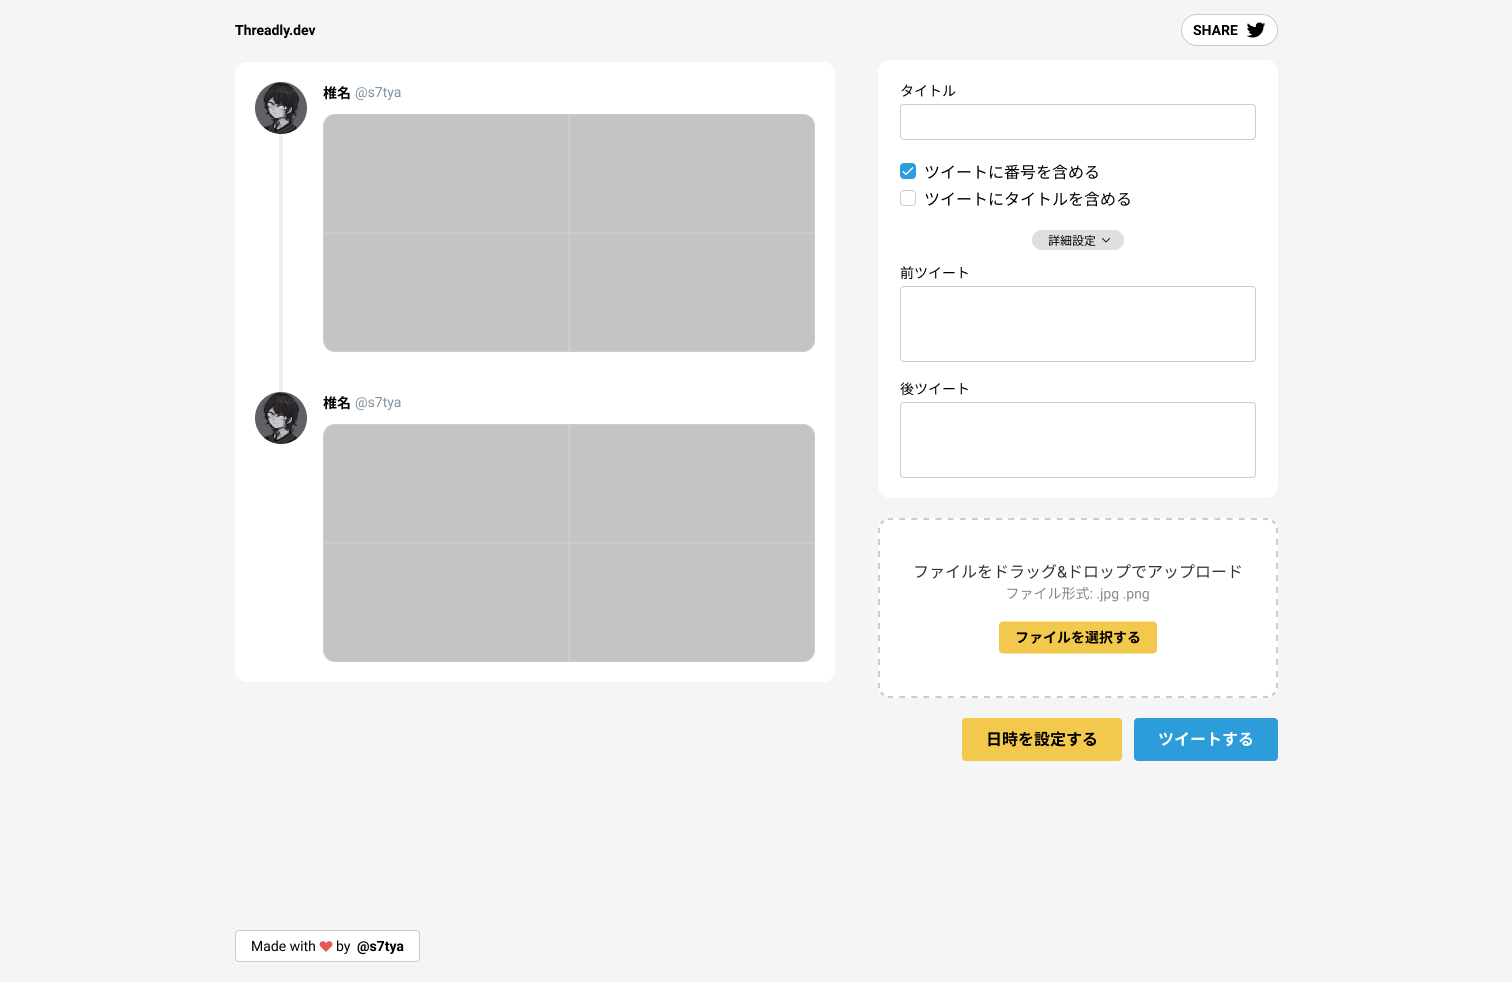 Threadly.dev
SHARE
椎名 @s7tya
椎名 @s7tya
タイトル
ツイートに番号を含める
ツイートにタイトルを含める
詳細設定
前ツイート
後ツイート
ファイルをドラッグ&ドロップでアップロード
ファイル形式: .jpg .png
ファイルを選択する
日時を設定する
ツイートする
Made with ❤ by @s7tya